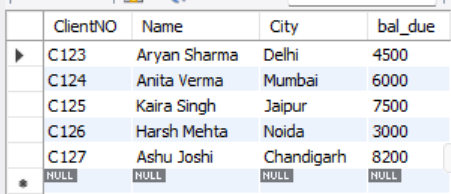 ClientNO Name City bal_due
C123 Aryan Sharma Delhi 4500
C124 Anita Verma Mumbai 6000
C125 Kaira Singh Jaipur 7500
C126 Harsh Mehta Noida 3000
C127 Ashu Joshi Chandigarh 8200
NULL NULL NULL NULL